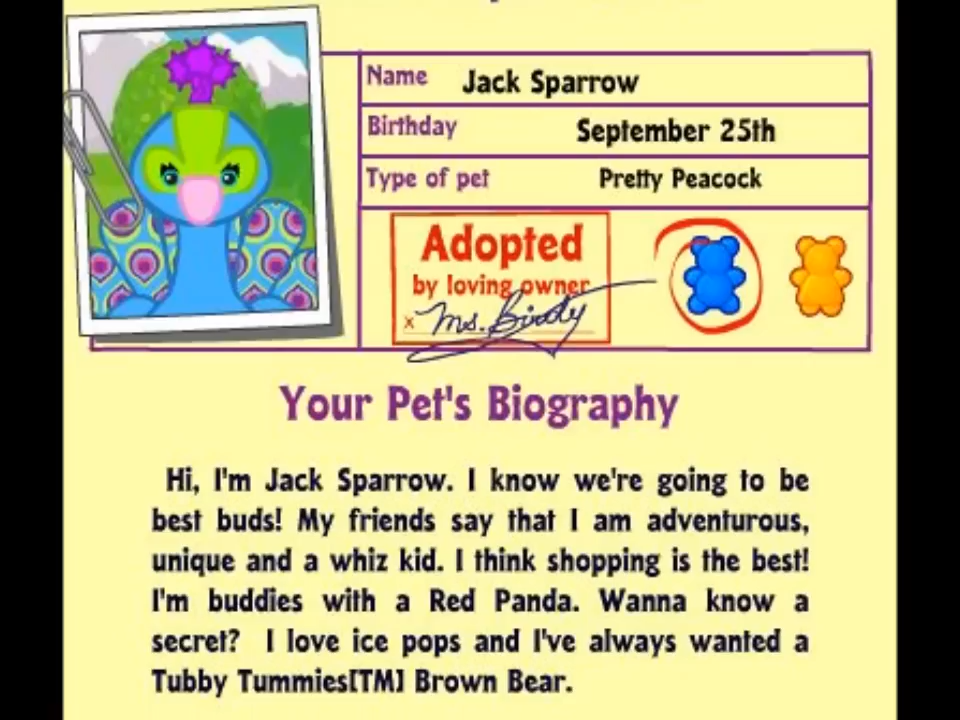 Name Jack Sparrow
Birthday September 25th
Type of pet Pretty Peacock
Adopted
by loving owner
x Ms. Birdy
Your Pet's Biography
Hi, I'm Jack Sparrow. I know we're going to be
best buds! My friends say that I am adventurous,
unique and a whiz kid. I think shopping is the best!
I'm buddies with a Red Panda. Wanna know a
secret? I love ice pops and I've always wanted a
Tubby Tummies[TM] Brown Bear.